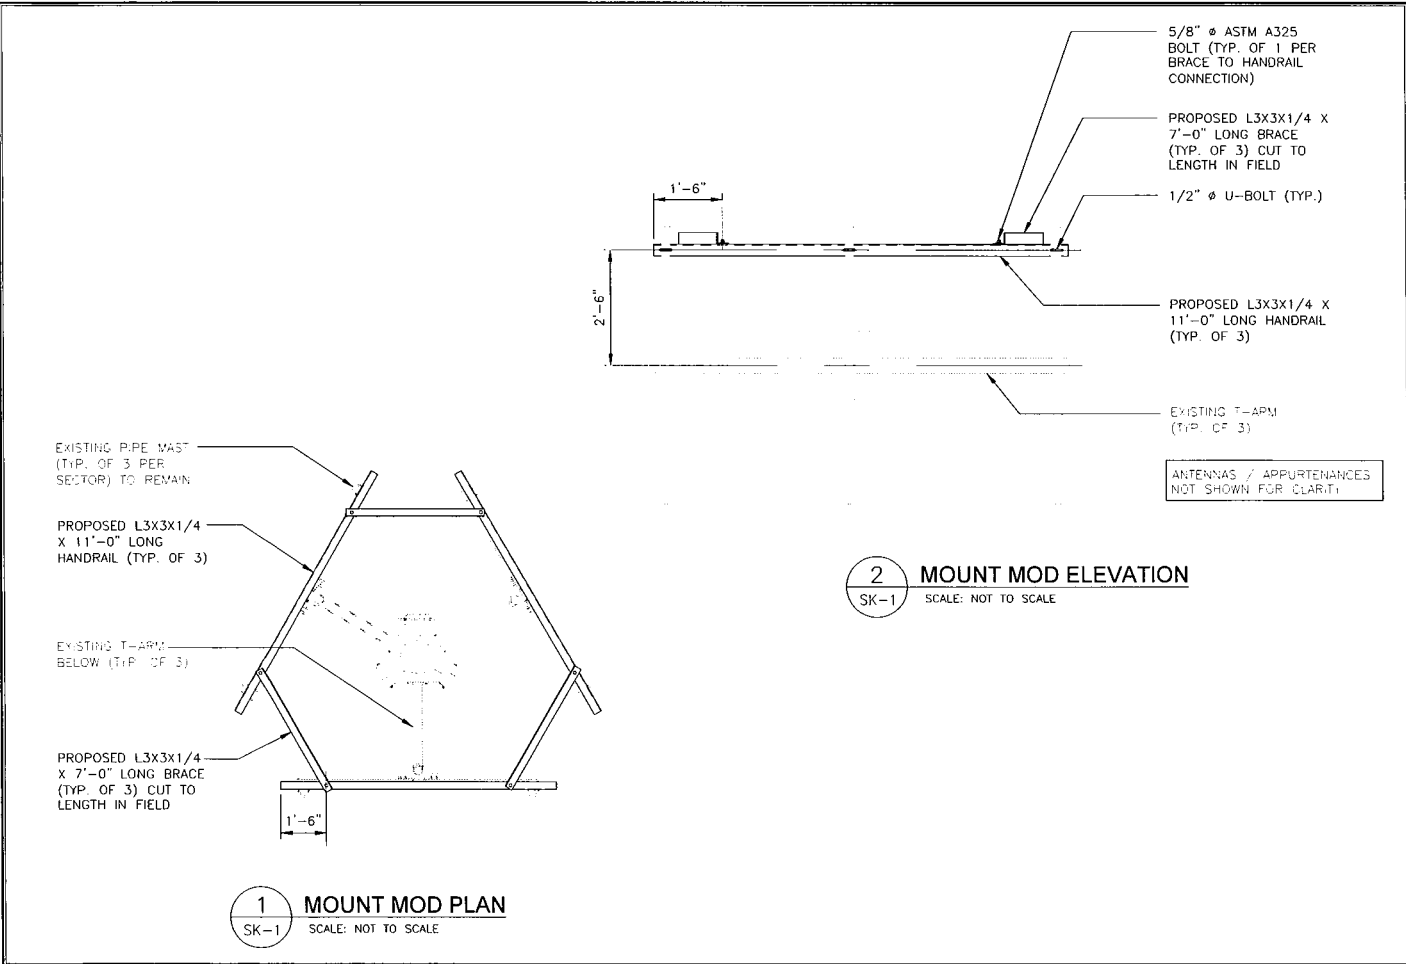 5/8" ø ASTM A325
BOLT (TYP. OF 1 PER
BRACE TO HANDRAIL
CONNECTION)
PROPOSED L3X3X1/4 X
7'-0" LONG BRACE
(TYP. OF 3) CUT TO
LENGTH IN FIELD
1/2" ø U-BOLT (TYP.)
1'-6"
2'-6"
PROPOSED L3X3X1/4 X
11'-0" LONG HANDRAIL
(TYP. OF 3)
EXISTING T-ARM
(TYP. OF 3)
ANTENNAS / APPURTENANCES
NOT SHOWN FOR CLARITY
2
SK-1
MOUNT MOD ELEVATION
SCALE: NOT TO SCALE
EXISTING PIPE MAST
(TYP. OF 3 PER
SECTOR) TO REMAIN
PROPOSED L3X3X1/4
X 11'-0" LONG
HANDRAIL (TYP. OF 3)
EXISTING T-ARM
BELOW (TYP. OF 3)
PROPOSED L3X3X1/4
X 7'-0" LONG BRACE
(TYP. OF 3) CUT TO
LENGTH IN FIELD
1'-6"
1
SK-1
MOUNT MOD PLAN
SCALE: NOT TO SCALE